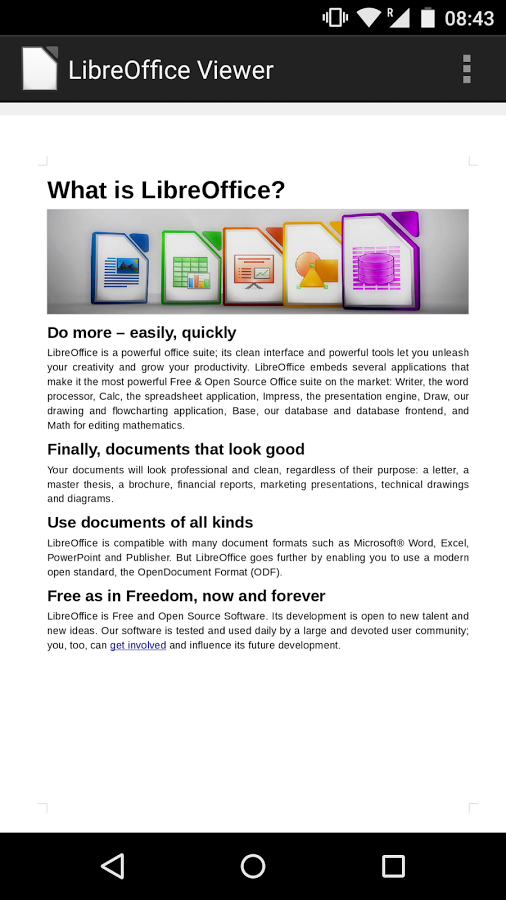 R 08:43
LibreOffice Viewer
What is LibreOffice?
Do more – easily, quickly
LibreOffice is a powerful office suite; its clean interface and powerful tools let you unleash
your creativity and grow your productivity. LibreOffice embeds several applications that
make it the most powerful Free & Open Source Office suite on the market: Writer, the word
processor, Calc, the spreadsheet application, Impress, the presentation engine, Draw, our
drawing and flowcharting application, Base, our database and database frontend, and
Math for editing mathematics.
Finally, documents that look good
Your documents will look professional and clean, regardless of their purpose: a letter, a
master thesis, a brochure, financial reports, marketing presentations, technical drawings
and diagrams.
Use documents of all kinds
LibreOffice is compatible with many document formats such as Microsoft® Word, Excel,
PowerPoint and Publisher. But LibreOffice goes further by enabling you to use a modern
open standard, the OpenDocument Format (ODF).
Free as in Freedom, now and forever
LibreOffice is Free and Open Source Software. Its development is open to new talent and
new ideas. Our software is tested and used daily by a large and devoted user community;
you, too, can get involved and influence its future development.